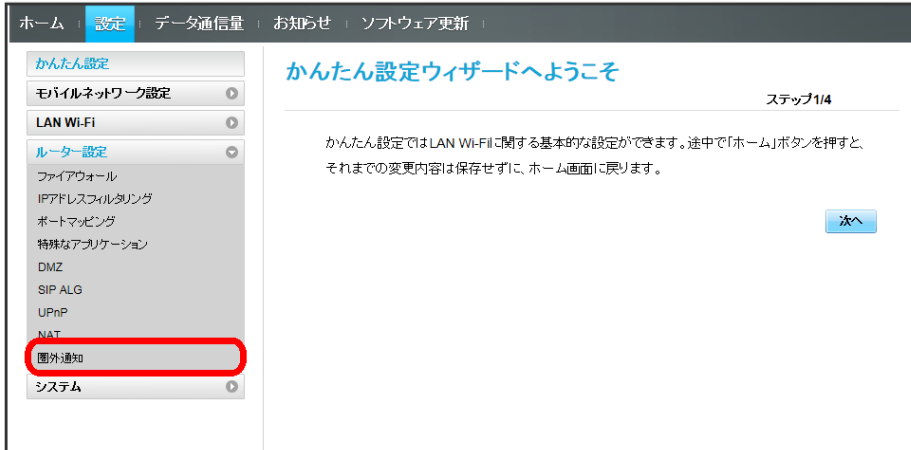 ホーム 設定 データ通信量 お知らせ ソフトウェア更新
かんたん設定
モバイルネットワーク設定
LAN Wi-Fi
ルーター設定
ファイアウォール
IPアドレスフィルタリング
ポートマッピング
特殊なアプリケーション
DMZ
SIP ALG
UPnP
NAT
圏外通知
システム
かんたん設定ウィザードへようこそ
ステップ1/4
かんたん設定ではLAN Wi-Fiに関する基本的な設定ができます。途中で「ホーム」ボタンを押すと、
それまでの変更内容は保存せずに、ホーム画面に戻ります。
次へ